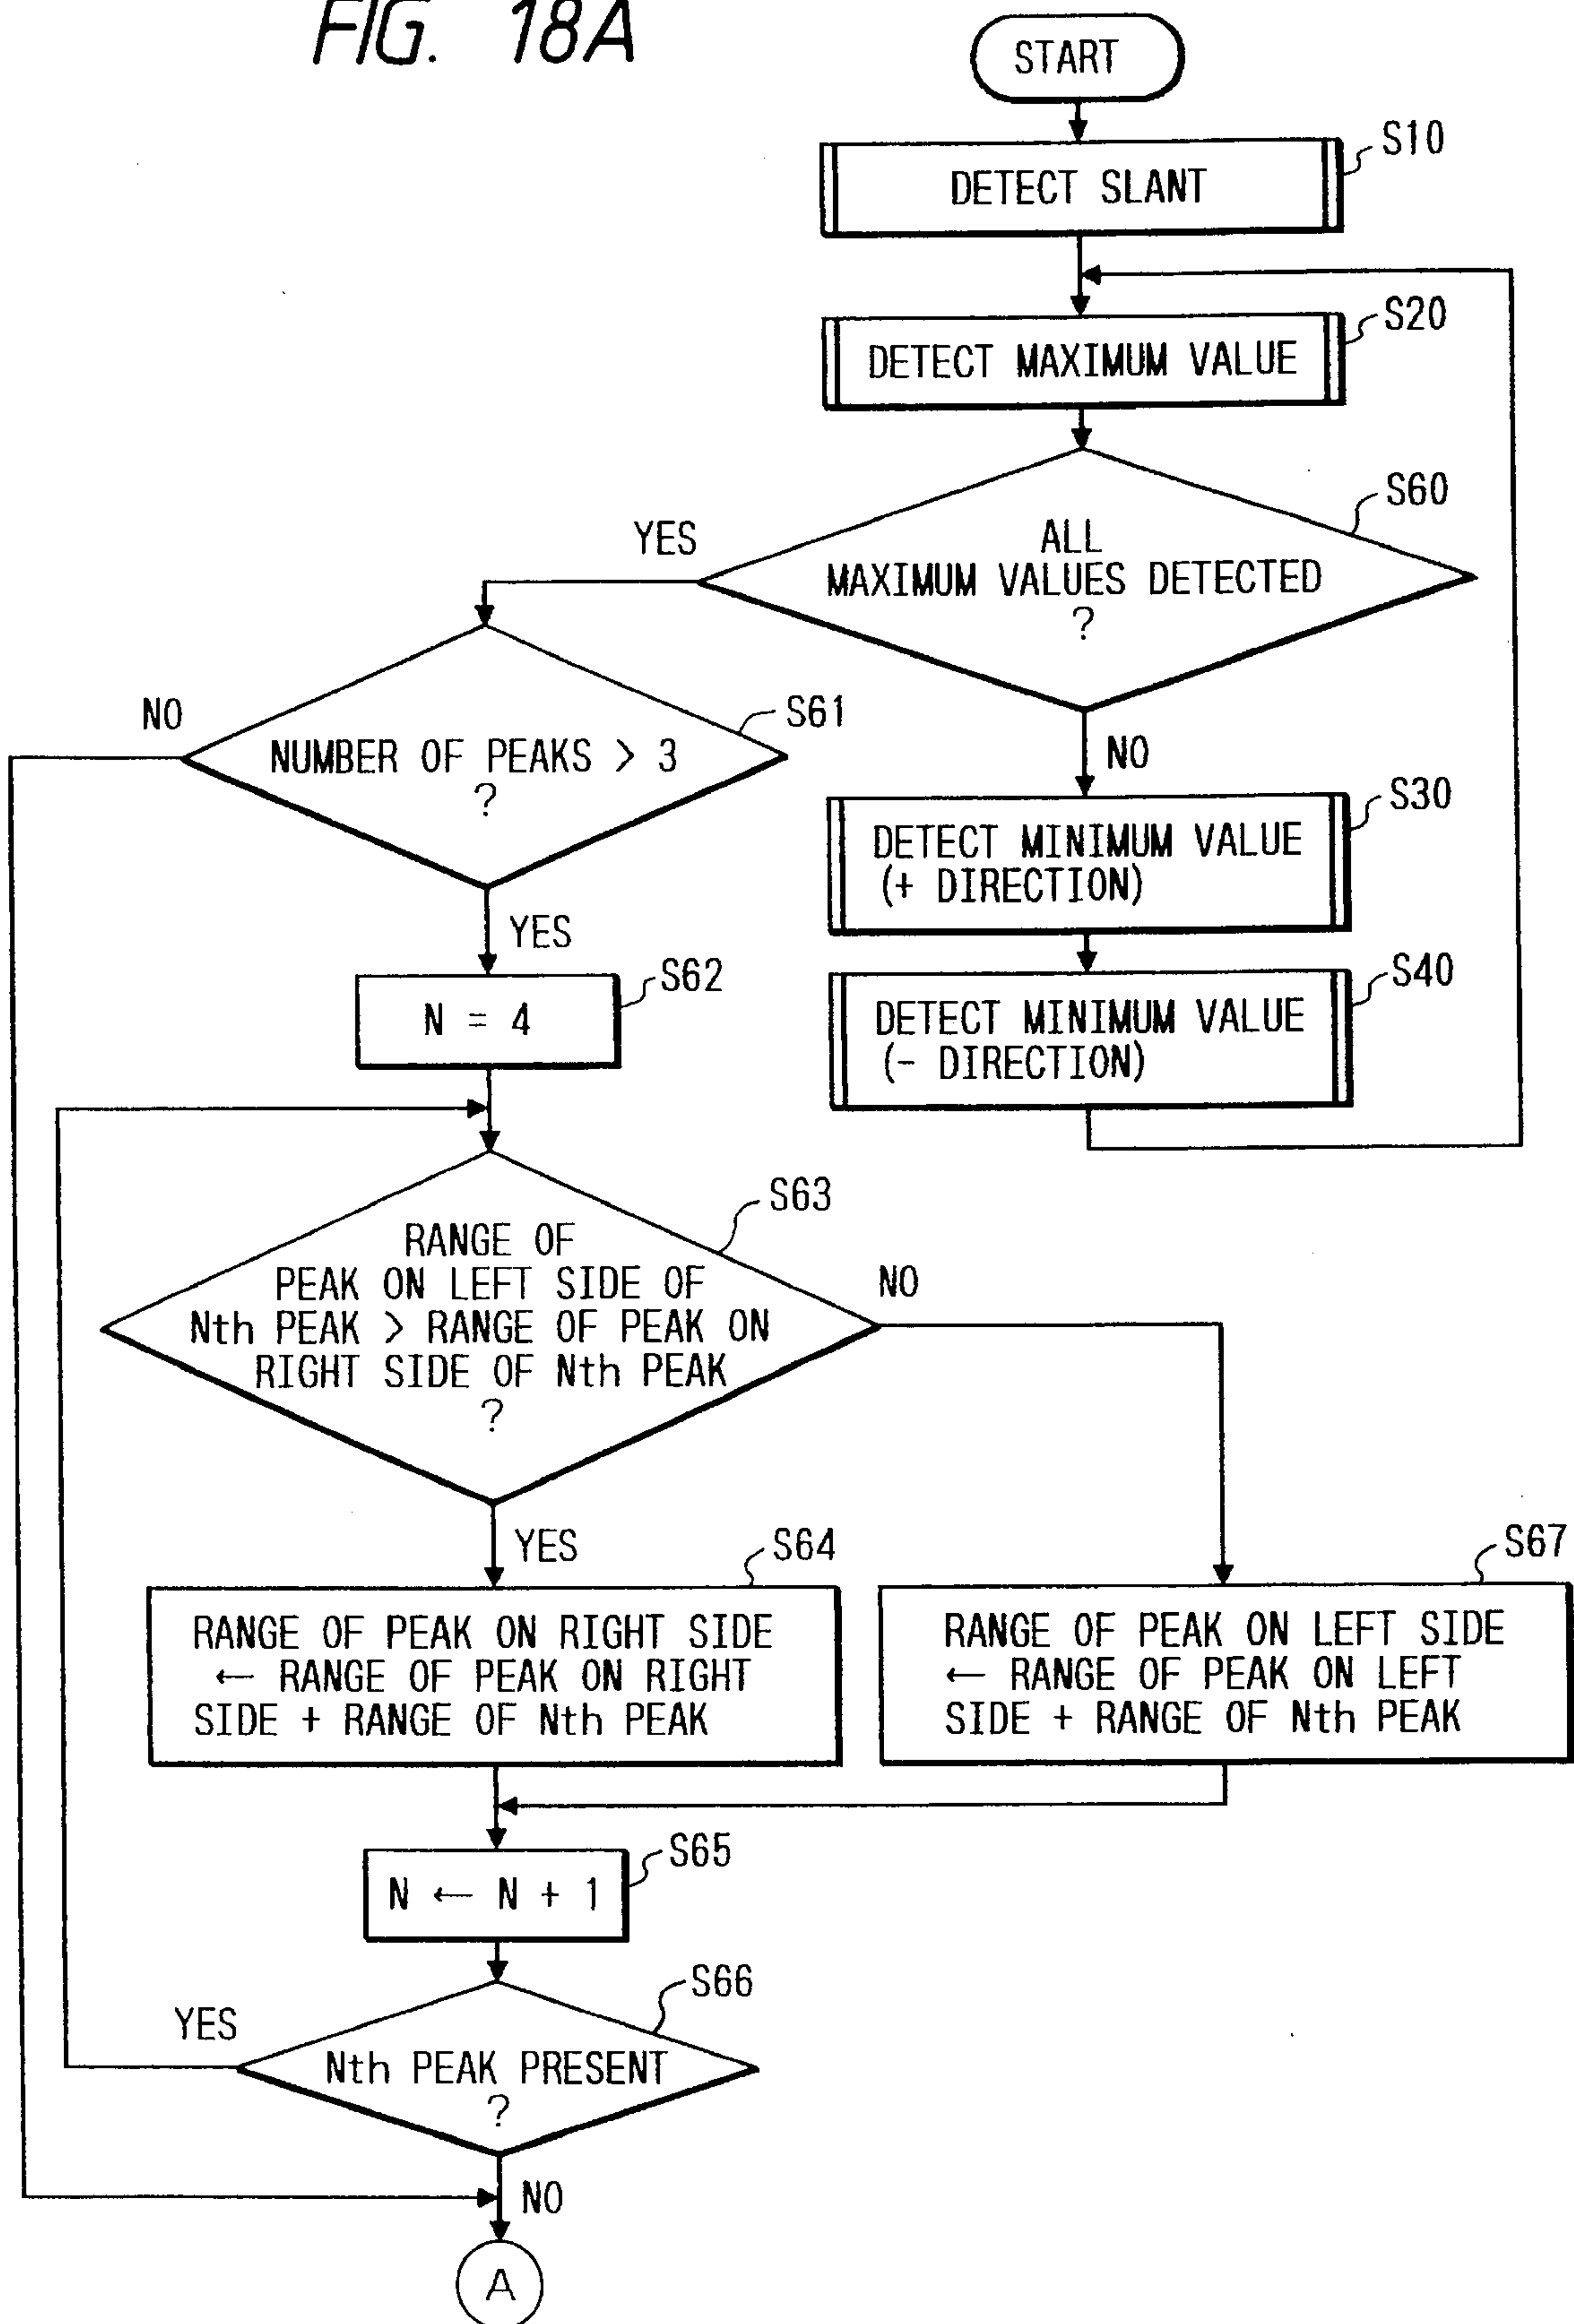 FIG. 18A
START
S10
DETECT SLANT
S20
DETECT MAXIMUM VALUE
S60
ALL
MAXIMUM VALUES DETECTED
?
YES
NO
S61
NUMBER OF PEAKS > 3
?
NO
YES
S30
DETECT MINIMUM VALUE
(+ DIRECTION)
S40
DETECT MINIMUM VALUE
(- DIRECTION)
S62
N = 4
S63
RANGE OF
PEAK ON LEFT SIDE OF
Nth PEAK > RANGE OF PEAK ON
RIGHT SIDE OF Nth PEAK
?
NO
YES
S64
RANGE OF PEAK ON RIGHT SIDE
← RANGE OF PEAK ON RIGHT
SIDE + RANGE OF Nth PEAK
S67
RANGE OF PEAK ON LEFT SIDE
← RANGE OF PEAK ON LEFT
SIDE + RANGE OF Nth PEAK
S65
N ← N + 1
S66
YES
Nth PEAK PRESENT
?
NO
A